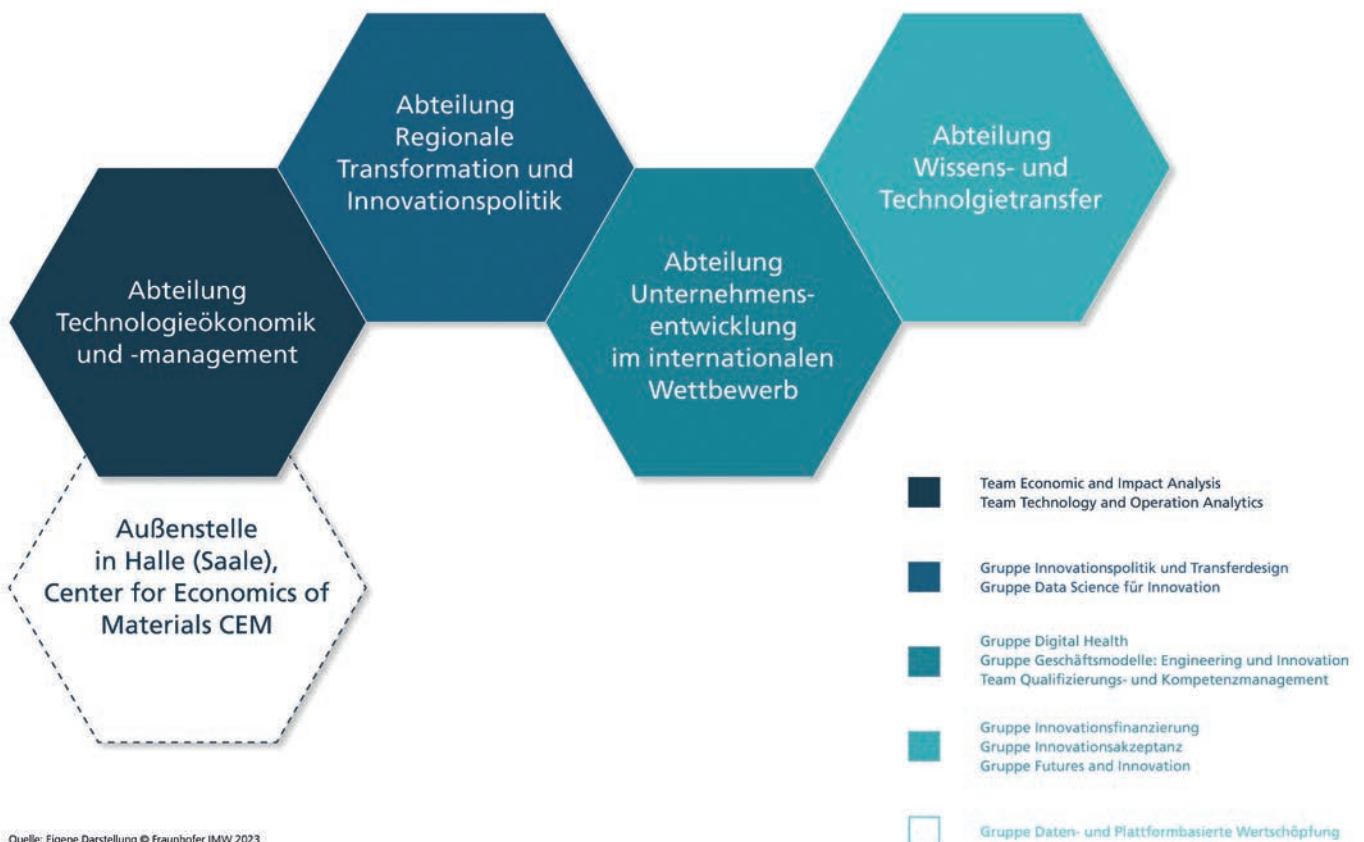 Abteilung
Regionale
Transformation und
Innovationspolitik
Abteilung
Wissens- und
Technolgietransfer
Abteilung
Technologieökonomik
und -management
Abteilung
Unternehmens-
entwicklung
im internationalen
Wettbewerb
Außenstelle
in Halle (Saale),
Center for Economics of
Materials CEM
Team Economic and Impact Analysis
Team Technology and Operation Analytics
Gruppe Innovationspolitik und Transferdesign
Gruppe Data Science für Innovation
Gruppe Digital Health
Gruppe Geschäftsmodelle: Engineering und Innovation
Team Qualifizierungs- und Kompetenzmanagement
Gruppe Innovationsfinanzierung
Gruppe Innovationsakzeptanz
Gruppe Futures and Innovation
Gruppe Daten- und Plattformbasierte Wertschöpfung
Quelle: Eigene Darstellung © Fraunhofer IMW 2023